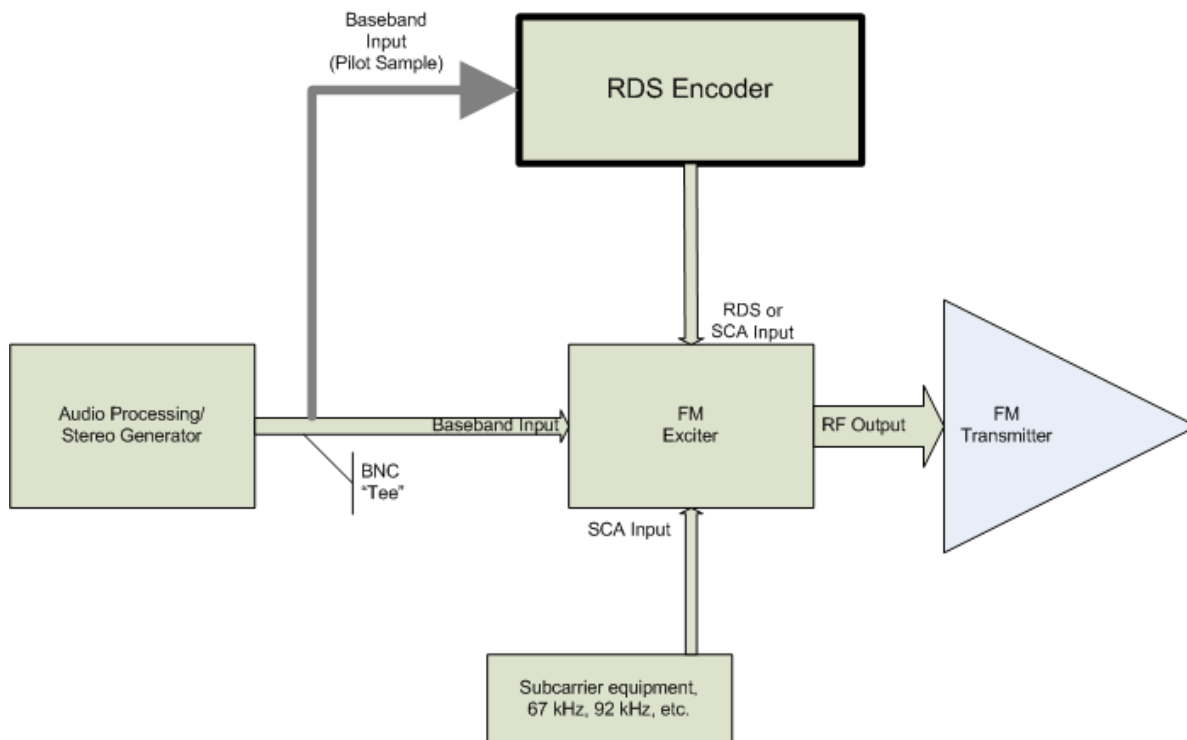 Baseband
Input
(Pilot Sample)
RDS Encoder
RDS or
SCA Input
Audio Processing/
Stereo Generator
Baseband Input
FM
Exciter
RF Output
FM
Transmitter
BNC
“Tee”
SCA Input
Subcarrier equipment,
67 kHz, 92 kHz, etc.